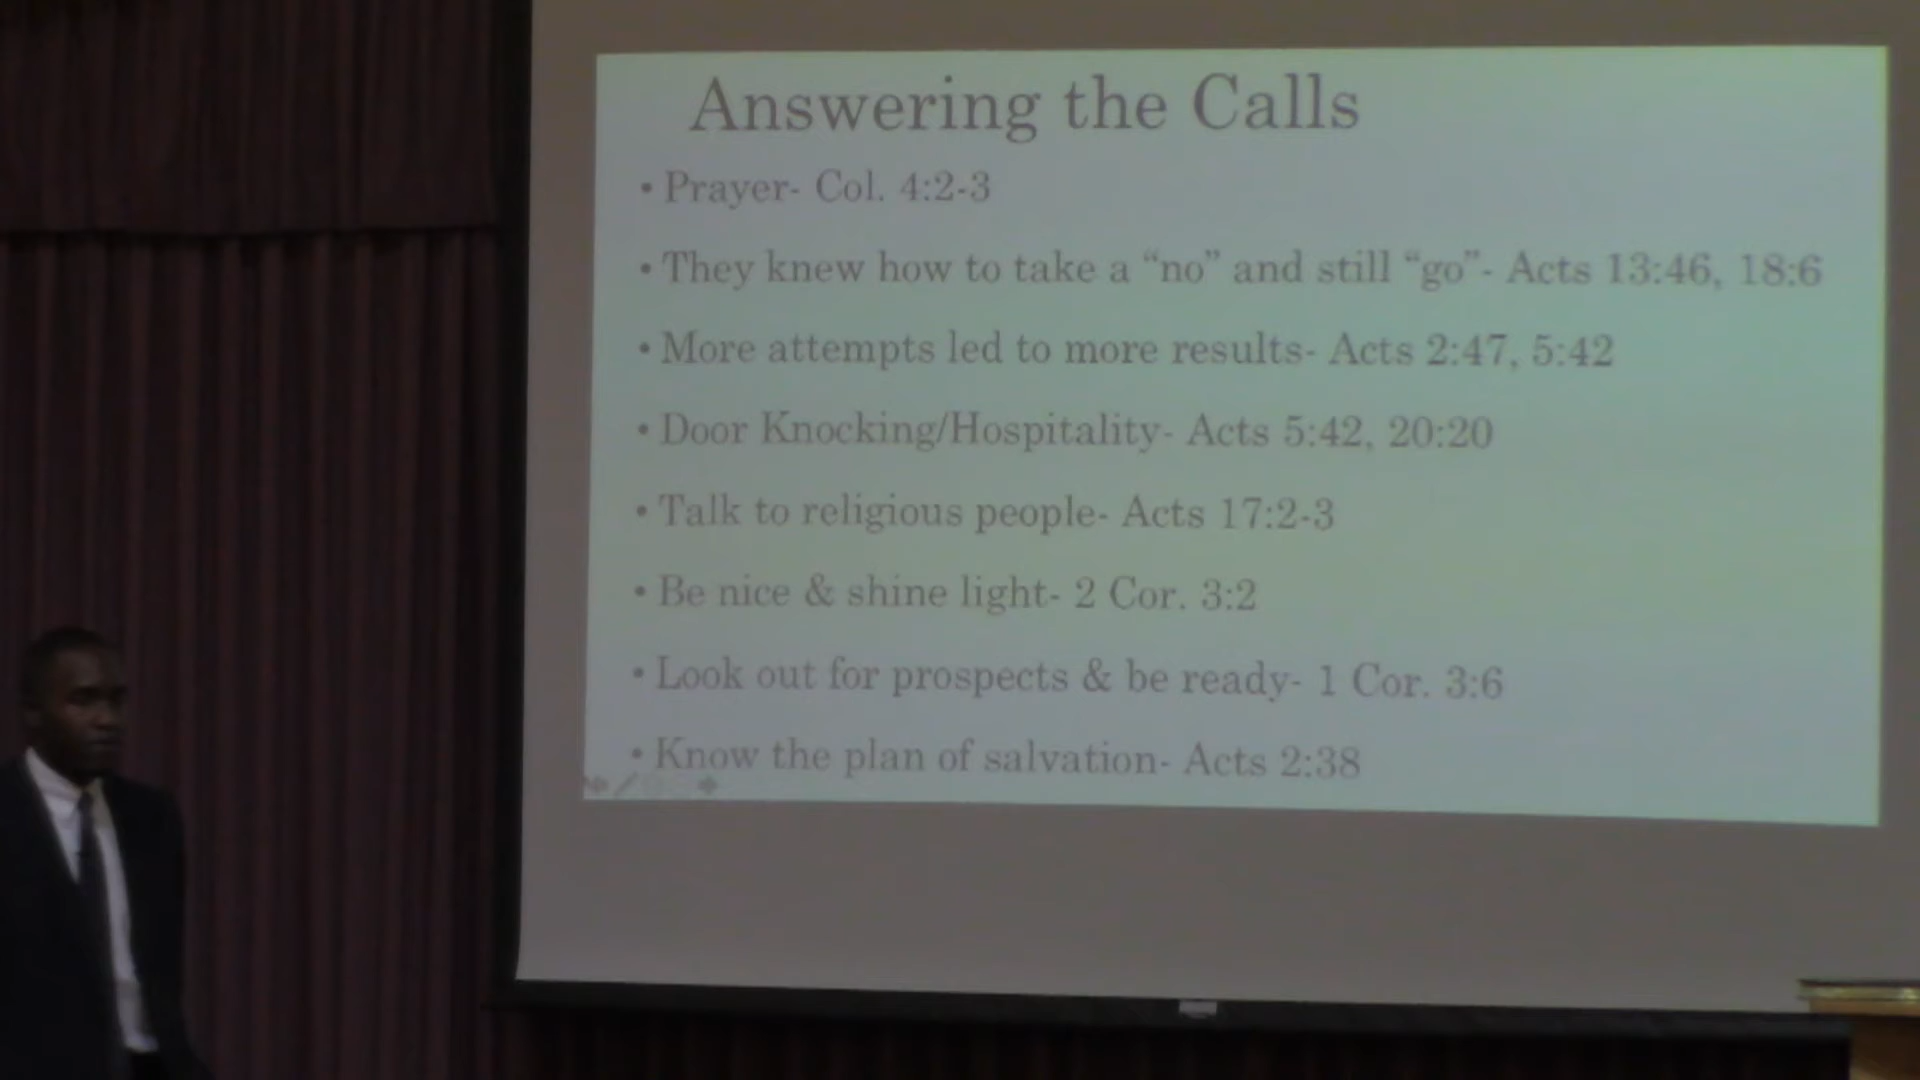 Answering the Calls
• Prayer- Col. 4:2-3
• They knew how to take a “no” and still “go”- Acts 13:46, 18:6
• More attempts led to more results- Acts 2:47, 5:42
• Door Knocking/Hospitality- Acts 5:42, 20:20
• Talk to religious people- Acts 17:2-3
• Be nice & shine light- 2 Cor. 3:2
• Look out for prospects & be ready- 1 Cor. 3:6
• Know the plan of salvation- Acts 2:38